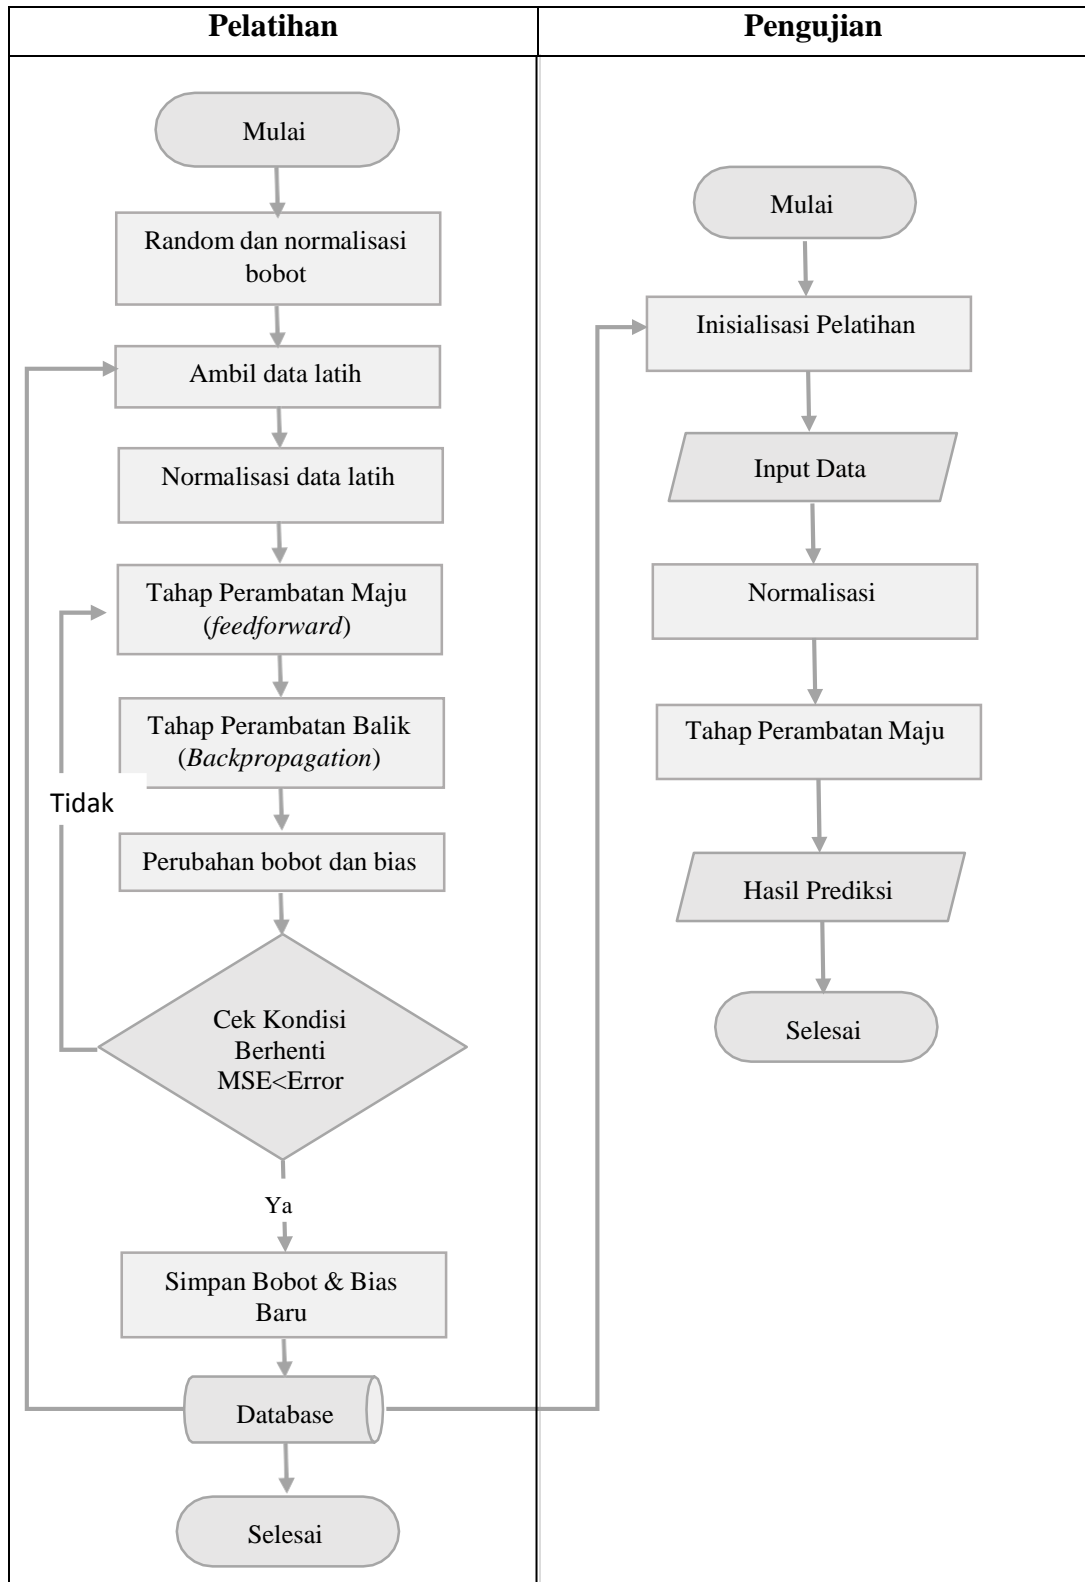 Pelatihan
Mulai
Random dan normalisasi
bobot
Ambil data latih
Normalisasi data latih
Tahap Perambatan Maju
(feedforward)
Tahap Perambatan Balik
(Backpropagation)
Tidak
Perubahan bobot dan bias
Cek Kondisi
Berhenti
MSE<Error
Ya
Simpan Bobot & Bias
Baru
Database
Selesai
Pengujian
Mulai
Inisialisasi Pelatihan
Input Data
Normalisasi
Tahap Perambatan Maju
Hasil Prediksi
Selesai